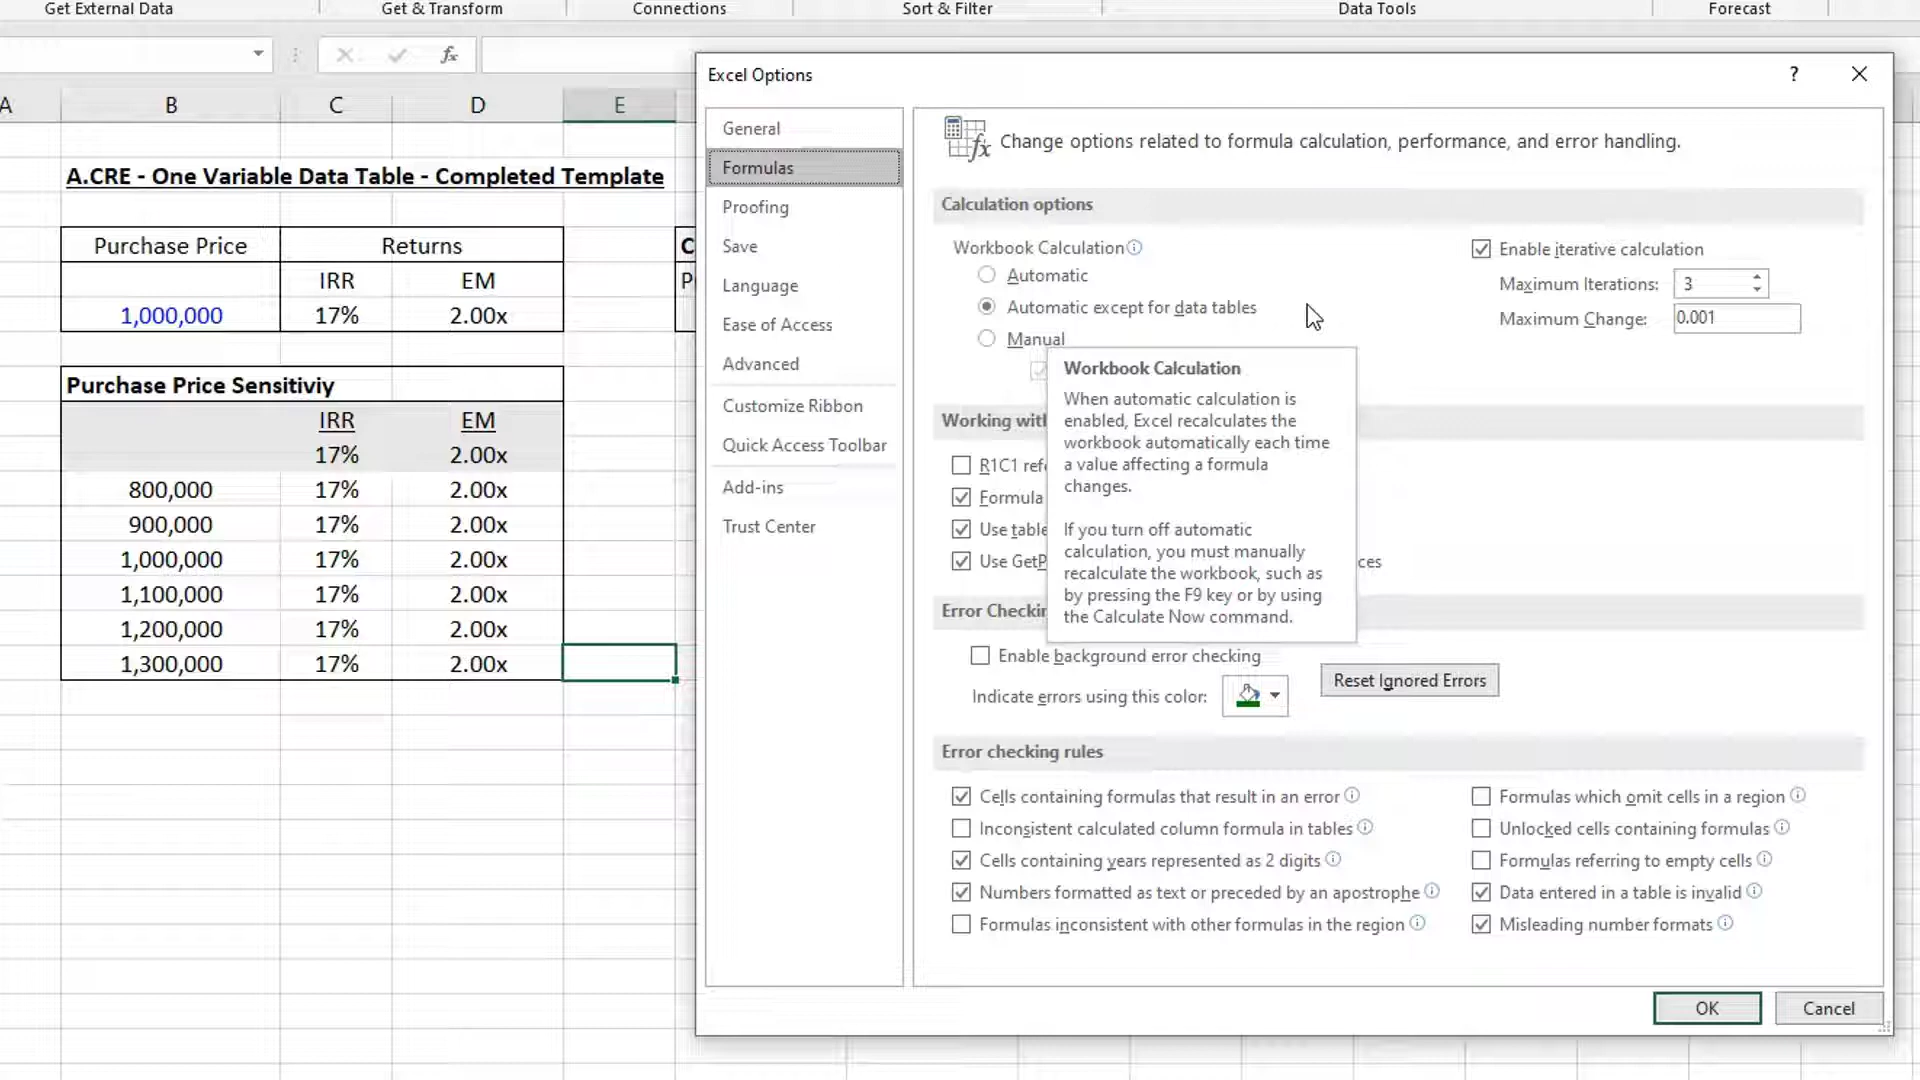 Get External Data
Get & Transform
Connections
Sort & Filter
Data Tools
Forecast
fx
A
B
C
D
E
A.CRE - One Variable Data Table - Completed Template
Purchase Price Returns
IRR EM
1,000,000 17% 2.00x
Purchase Price Sensitiviy
IRR EM
17% 2.00x
800,000 17% 2.00x
900,000 17% 2.00x
1,000,000 17% 2.00x
1,100,000 17% 2.00x
1,200,000 17% 2.00x
1,300,000 17% 2.00x
C
Excel Options
?
General
Formulas
Proofing
Save
Language
Ease of Access
Advanced
Customize Ribbon
Quick Access Toolbar
Add-ins
Trust Center
Change options related to formula calculation, performance, and error handling.
Calculation options
Workbook Calculation
Automatic
Automatic except for data tables
Manual
Enable iterative calculation
Maximum Iterations: 3
Maximum Change: 0.001
Workbook Calculation
When automatic calculation is
enabled, Excel recalculates the
workbook automatically each time
a value affecting a formula
changes.
If you turn off automatic
calculation, you must manually
recalculate the workbook, such as
by pressing the F9 key or by using
the Calculate Now command.
Working with
R1C1 refe
Formula
Use table
Use GetP ces
Error Checkin
Enable background error checking
Indicate errors using this color:
Reset Ignored Errors
Error checking rules
Cells containing formulas that result in an error
Inconsistent calculated column formula in tables
Cells containing years represented as 2 digits
Numbers formatted as text or preceded by an apostrophe
Formulas inconsistent with other formulas in the region
Formulas which omit cells in a region
Unlocked cells containing formulas
Formulas referring to empty cells
Data entered in a table is invalid
Misleading number formats
OK
Cancel